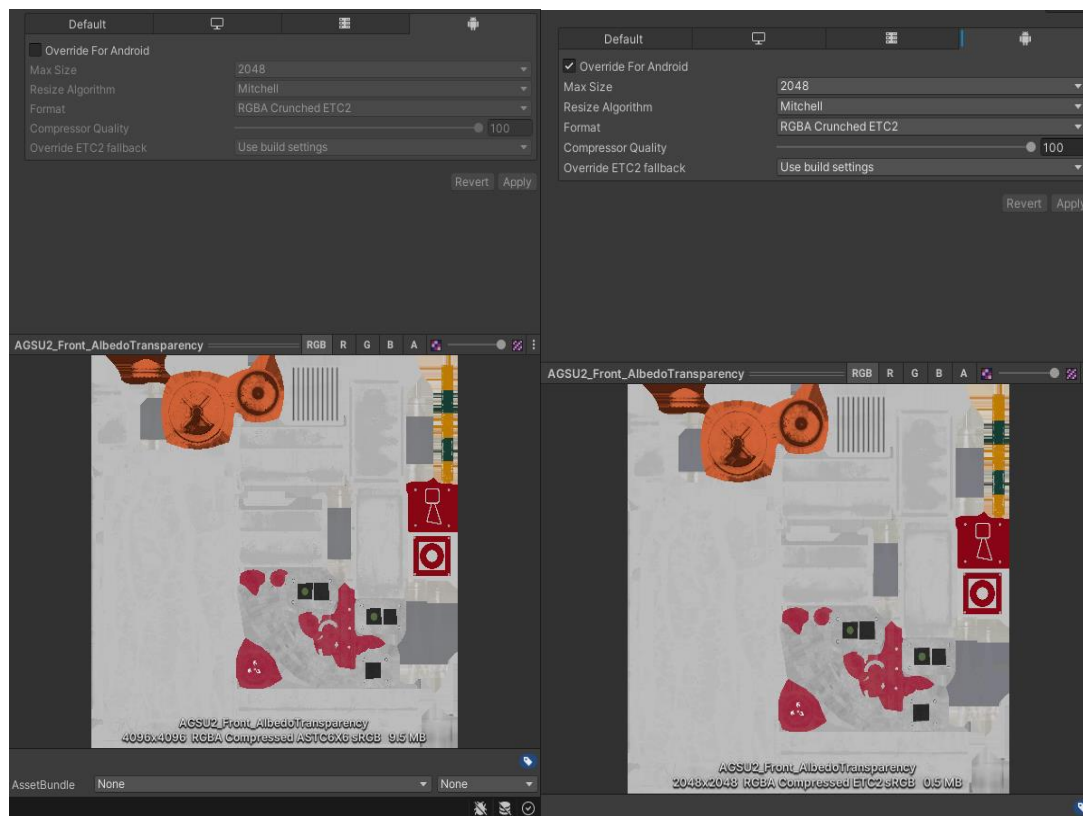 Default
Override For Android
Max Size 2048
Resize Algorithm Mitchell
Format RGBA Crunched ETC2
Compressor Quality 100
Override ETC2 fallback Use build settings
Revert Apply
AGSU2_Front_AlbedoTransparency RGB R G B A
AGSU2_Front_AlbedoTransparency
4096x4096 RGBA Compressed ASTC6X6 sRGB 9.5 MB
AssetBundle None None
Default
Override For Android
Max Size 2048
Resize Algorithm Mitchell
Format RGBA Crunched ETC2
Compressor Quality 100
Override ETC2 fallback Use build settings
Revert Apply
AGSU2_Front_AlbedoTransparency RGB R G B A
AGSU2_Front_AlbedoTransparency
2048x2048 RGBA Compressed ETC2 sRGB 0.5 MB